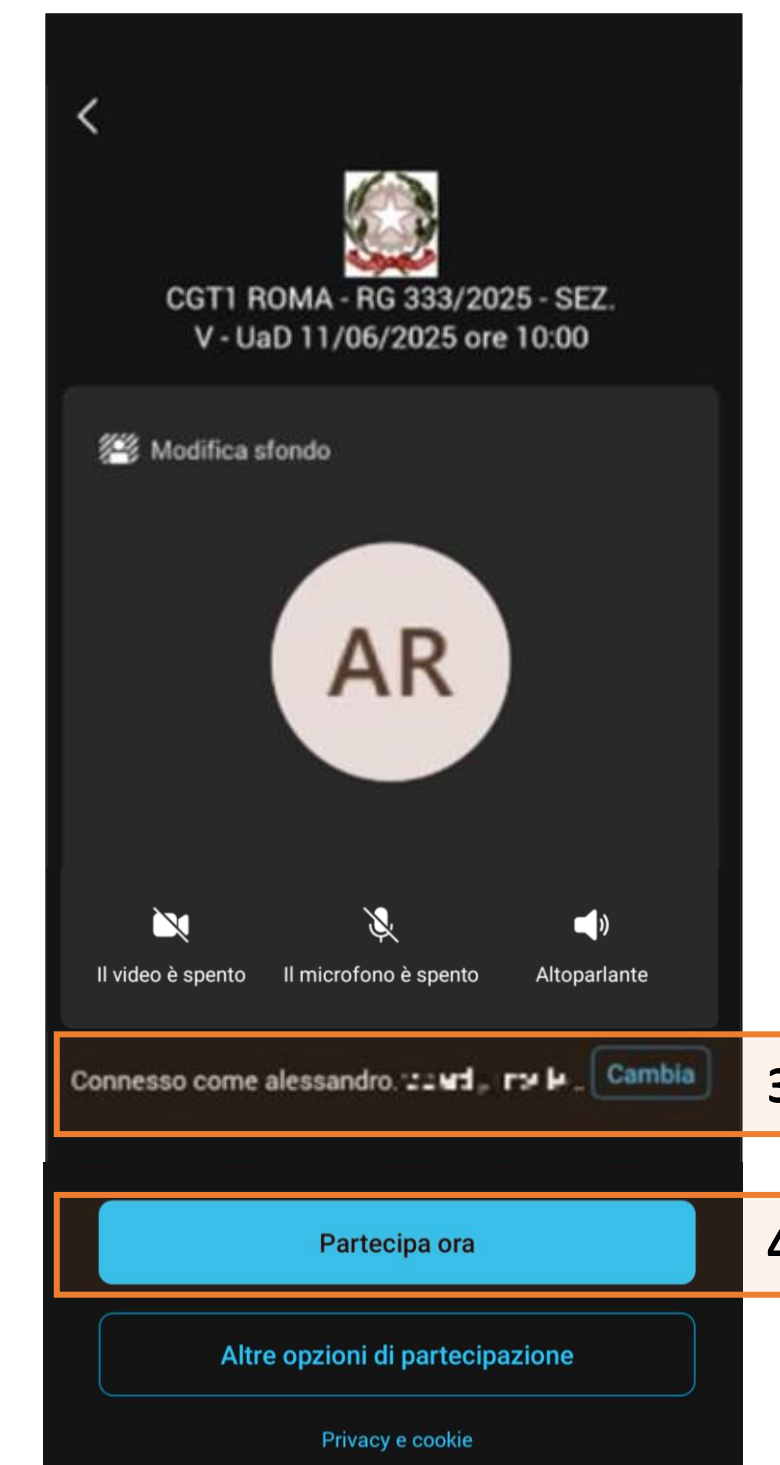 CGT1 ROMA - RG 333/2025 - SEZ.
V - UaD 11/06/2025 ore 10:00
Modifica sfondo
AR
Il video è spento
Il microfono è spento
Altoparlante
Connesso come alessandro.
Cambia
3
Partecipa ora
4
Altre opzioni di partecipazione
Privacy e cookie